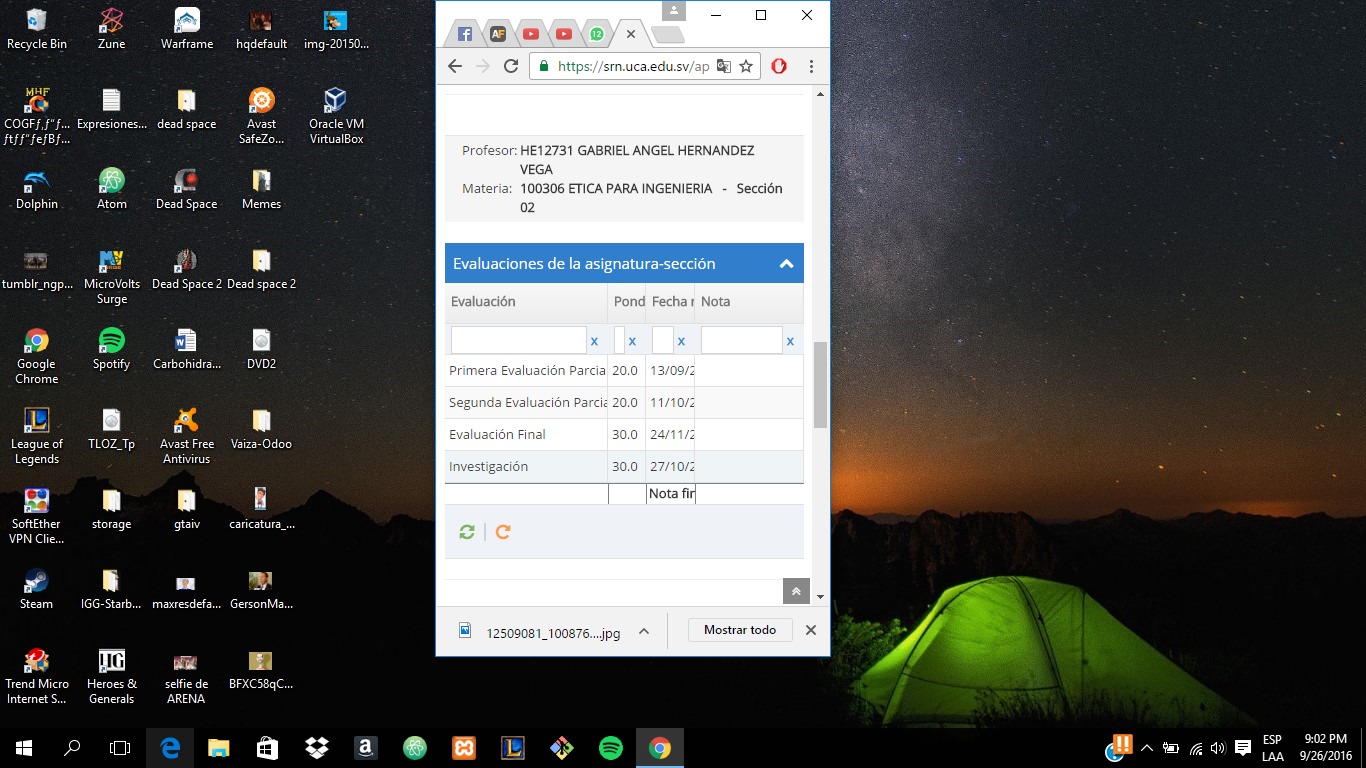 Recycle Bin
Zune
Warframe
hqdefault
img-20150...
MHF
COGFƒ,ƒ“ƒ...
ƒtƒƒ“ƒeƒBƒ...
Expresiones...
dead space
Avast
SafeZo...
Oracle VM
VirtualBox
Dolphin
Atom
Dead Space
Memes
tumblr_ngp...
MicroVolts
Surge
Dead Space 2
Dead space 2
Google
Chrome
Spotify
Carbohidra...
DVD2
League of
Legends
TLOZ_Tp
Avast Free
Antivirus
Vaiza-Odoo
SoftEther
VPN Clie...
storage
gtaiv
caricatura_...
Steam
IGG-Starb...
maxresdefa...
GersonMa...
Trend Micro
Internet S...
Heroes &
Generals
selfie de
ARENA
BFXC58qC...
AF
12
https://srn.uca.edu.sv/ap
Profesor: HE12731 GABRIEL ANGEL HERNANDEZ
VEGA
Materia: 100306 ETICA PARA INGENIERIA - Sección
02
Evaluaciones de la asignatura-sección
Evaluación Pond Fecha r Nota
x x x x
Primera Evaluación Parcia 20.0 13/09/2
Segunda Evaluación Parcia 20.0 11/10/2
Evaluación Final 30.0 24/11/2
Investigación 30.0 27/10/2
Nota fir
12509081_100876....jpg
Mostrar todo
ESP
LAA
9:02 PM
9/26/2016